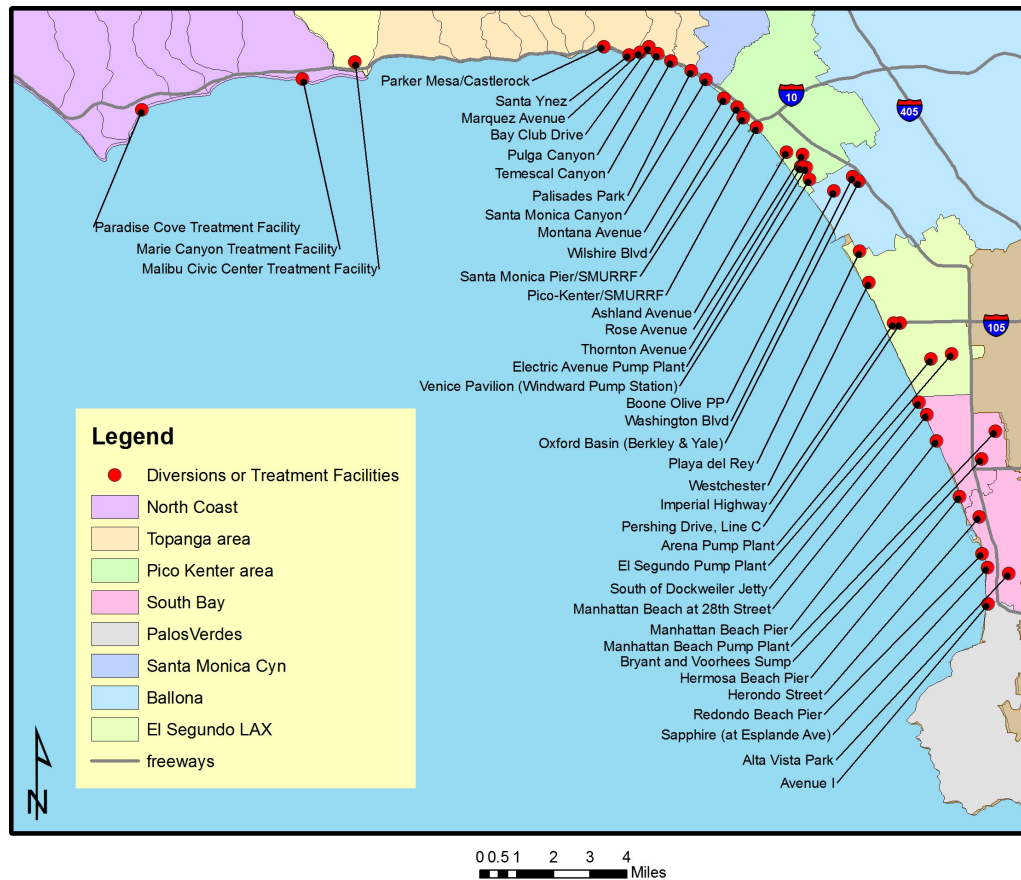 10
405
Parker Mesa/Castlerock
Santa Ynez
Marquez Avenue
Bay Club Drive
Pulga Canyon
Temescal Canyon
Palisades Park
Santa Monica Canyon
Montana Avenue
Wilshire Blvd
Santa Monica Pier/SMURRF
Pico-Kenter/SMURRF
Ashland Avenue
Rose Avenue
Thornton Avenue
Electric Avenue Pump Plant
Venice Pavilion (Windward Pump Station)
Boone Olive PP
Washington Blvd
Oxford Basin (Berkley & Yale)
Playa del Rey
Westchester
Imperial Highway
Pershing Drive, Line C
Arena Pump Plant
El Segundo Pump Plant
South of Dockweiler Jetty
Manhattan Beach at 28th Street
Manhattan Beach Pier
Manhattan Beach Pump Plant
Bryant and Voorhees Sump
Hermosa Beach Pier
Herondo Street
Redondo Beach Pier
Sapphire (at Esplande Ave)
Alta Vista Park
Avenue I
105
Paradise Cove Treatment Facility
Marie Canyon Treatment Facility
Malibu Civic Center Treatment Facility
Legend
Diversions or Treatment Facilities
North Coast
Topanga area
Pico Kenter area
South Bay
PalosVerdes
Santa Monica Cyn
Ballona
El Segundo LAX
freeways
N
0 0.5 1 2 3 4
Miles